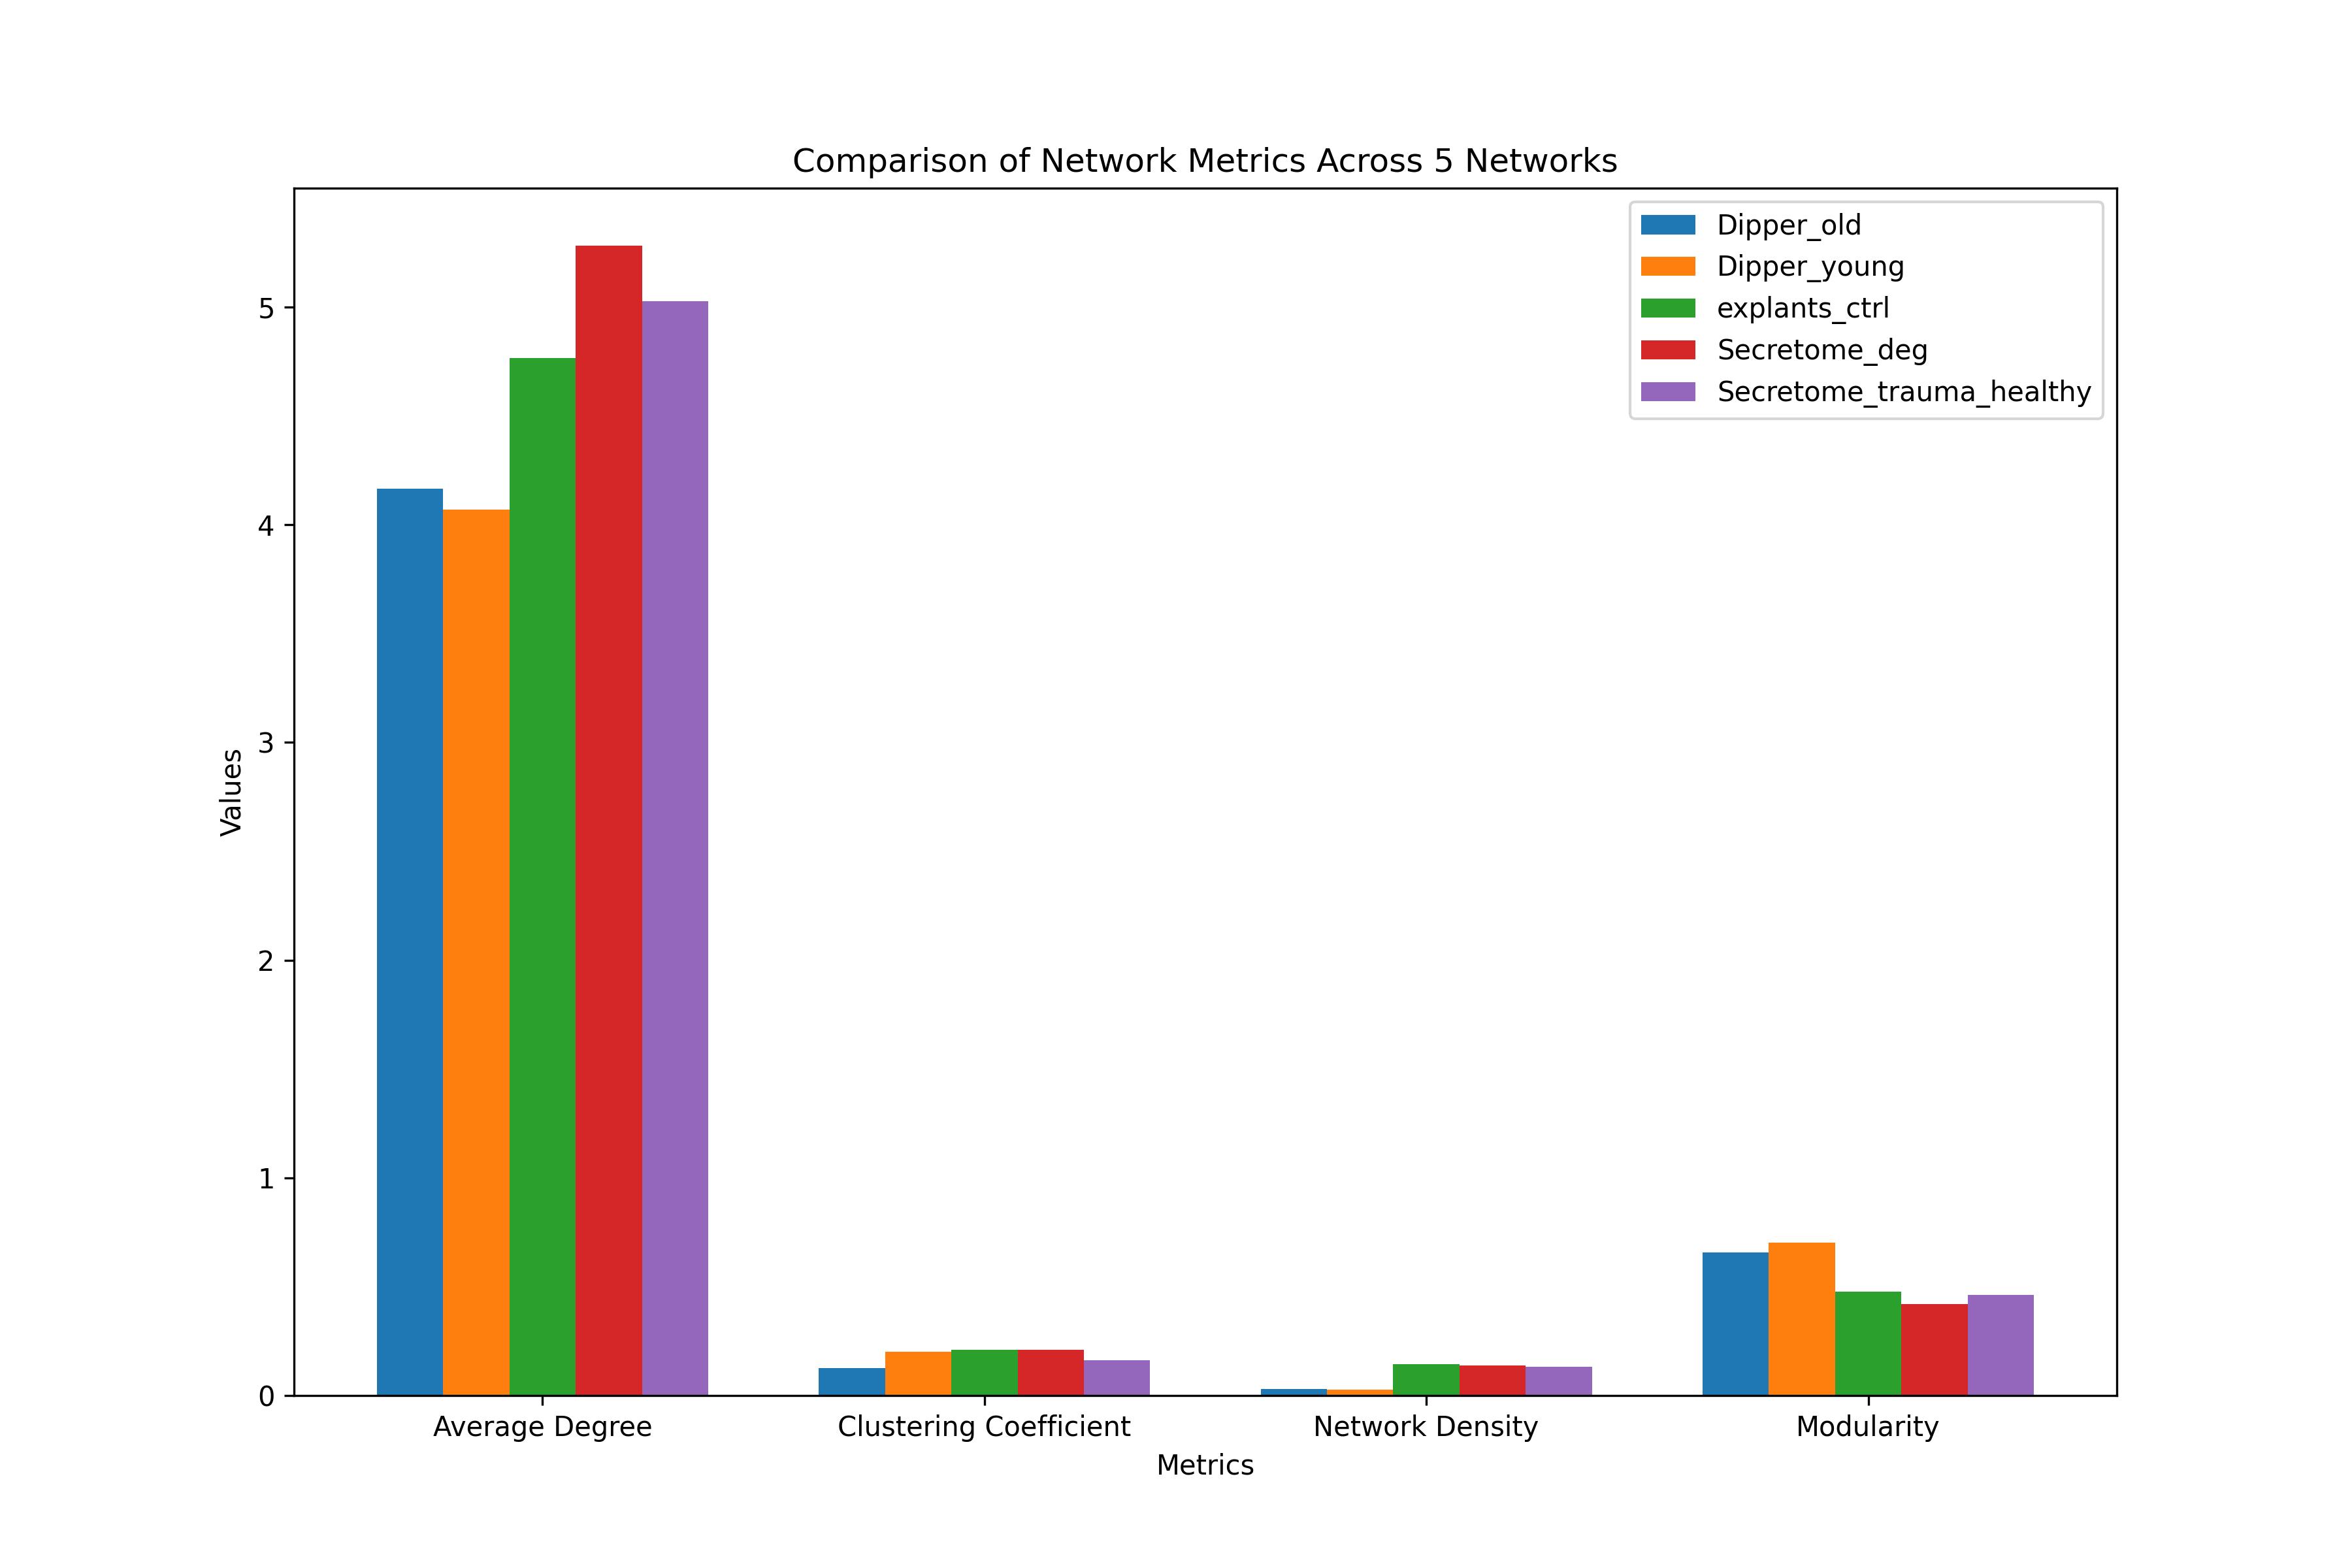 Comparison of Network Metrics Across 5 Networks
Dipper_old
Dipper_young
explants_ctrl
Secretome_deg
Secretome_trauma_healthy
Values
5
4
3
2
1
0
Average Degree
Clustering Coefficient
Network Density
Modularity
Metrics